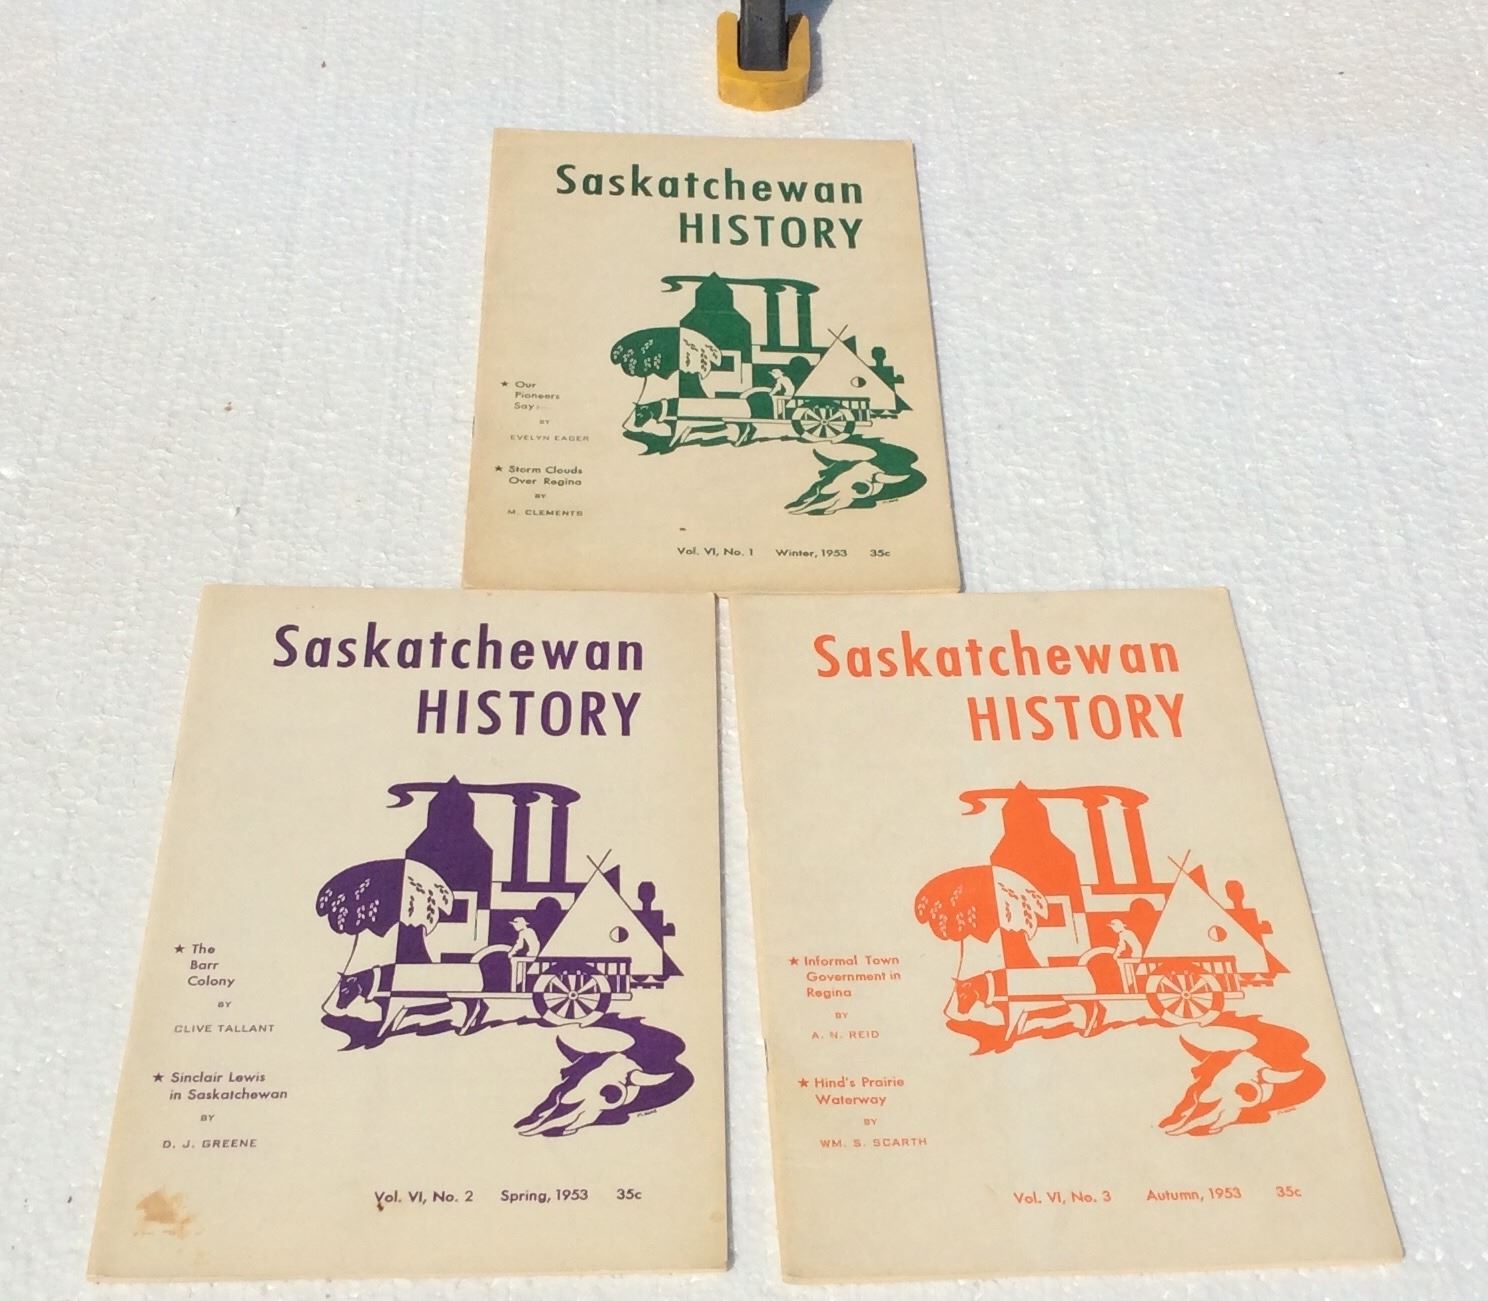 Saskatchewan
HISTORY
★ Our
Pioneers
Say:—
BY
EVELYN EAGER
★ Storm Clouds
Over Regina
BY
M. CLEMENTS
Vol. VI, No. 1 Winter, 1953 35c
Saskatchewan
HISTORY
★ The
Barr
Colony
BY
CLIVE TALLANT
★ Sinclair Lewis
in Saskatchewan
BY
D. J. GREENE
Vol. VI, No. 2 Spring, 1953 35c
Saskatchewan
HISTORY
★ Informal Town
Government in
Regina
BY
A. N. REID
★ Hind's Prairie
Waterway
BY
WM. S. SCARTH
Vol. VI, No. 3 Autumn, 1953 35c